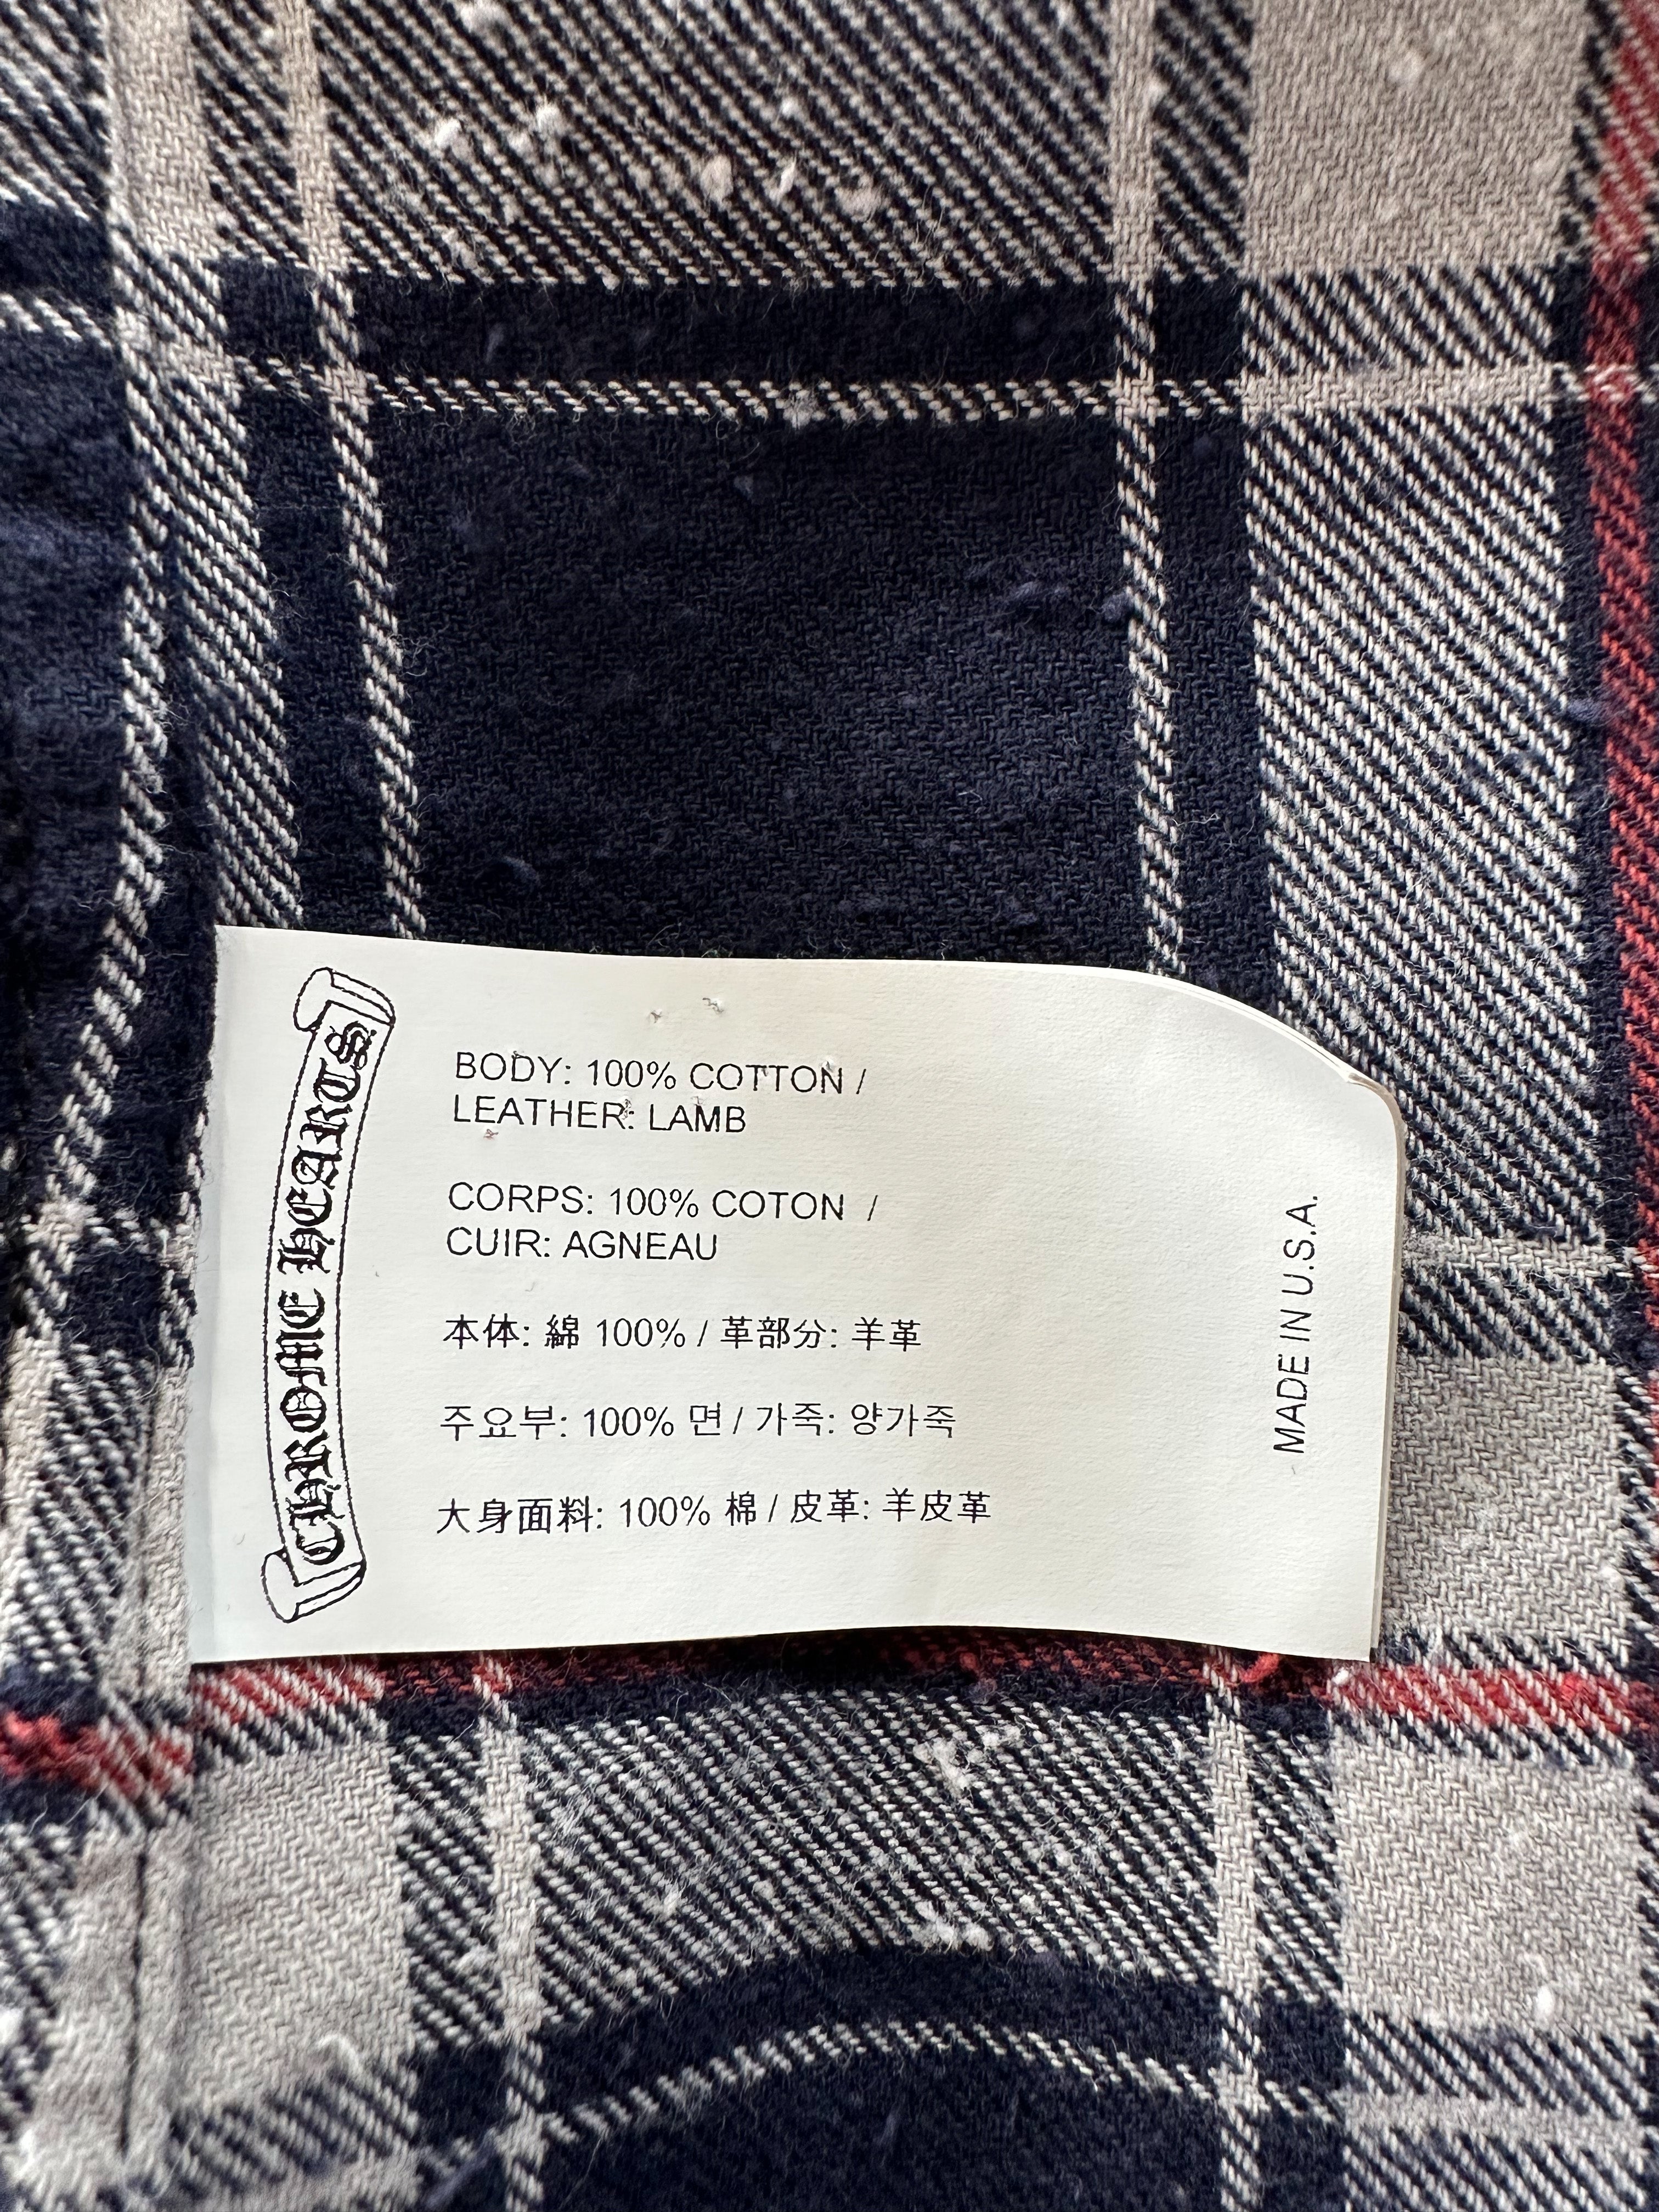 CHROME HEARTS
BODY: 100% COTTON /
LEATHER: LAMB
CORPS: 100% COTON /
CUIR: AGNEAU
本体: 綿 100% / 革部分: 羊革
주요부: 100% 면 / 가죽: 양가죽
大身面料: 100% 棉 / 皮革: 羊皮革
MADE IN U.S.A.